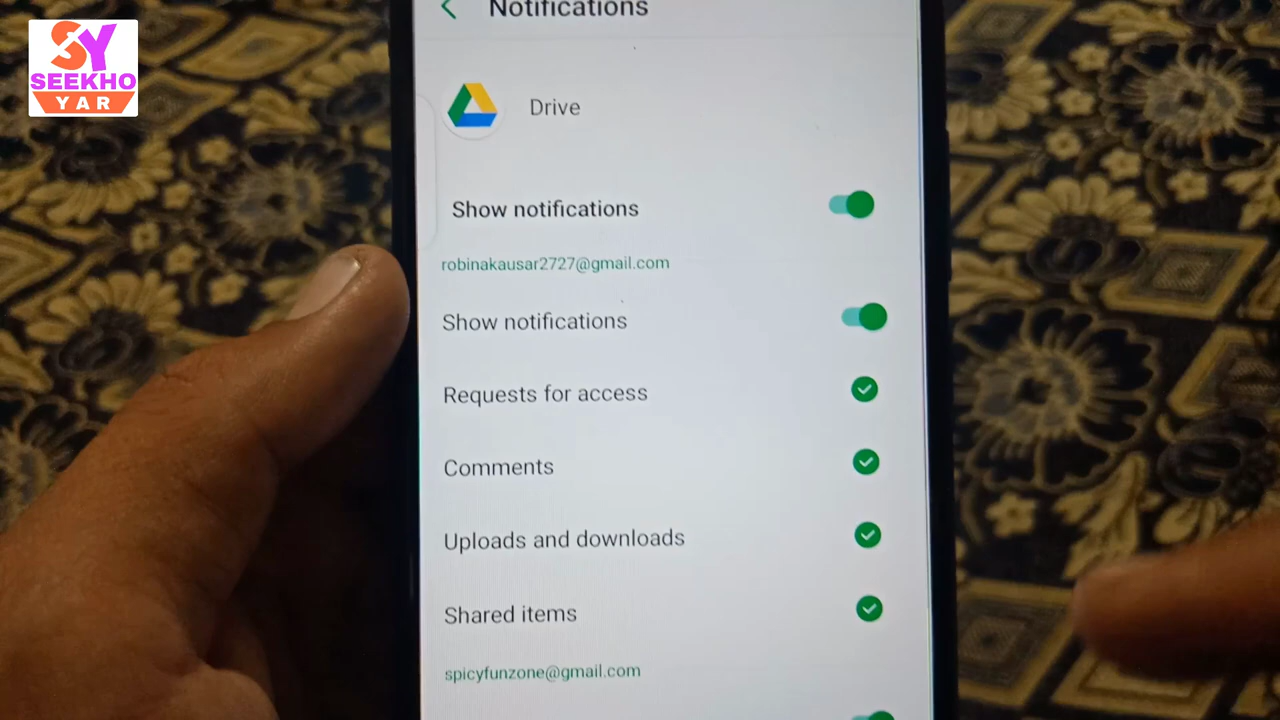 SY
SEEKHO
YAR
Notifications
Drive
Show notifications
robinakausar2727@gmail.com
Show notifications
Requests for access
Comments
Uploads and downloads
Shared items
spicyfunzone@gmail.com